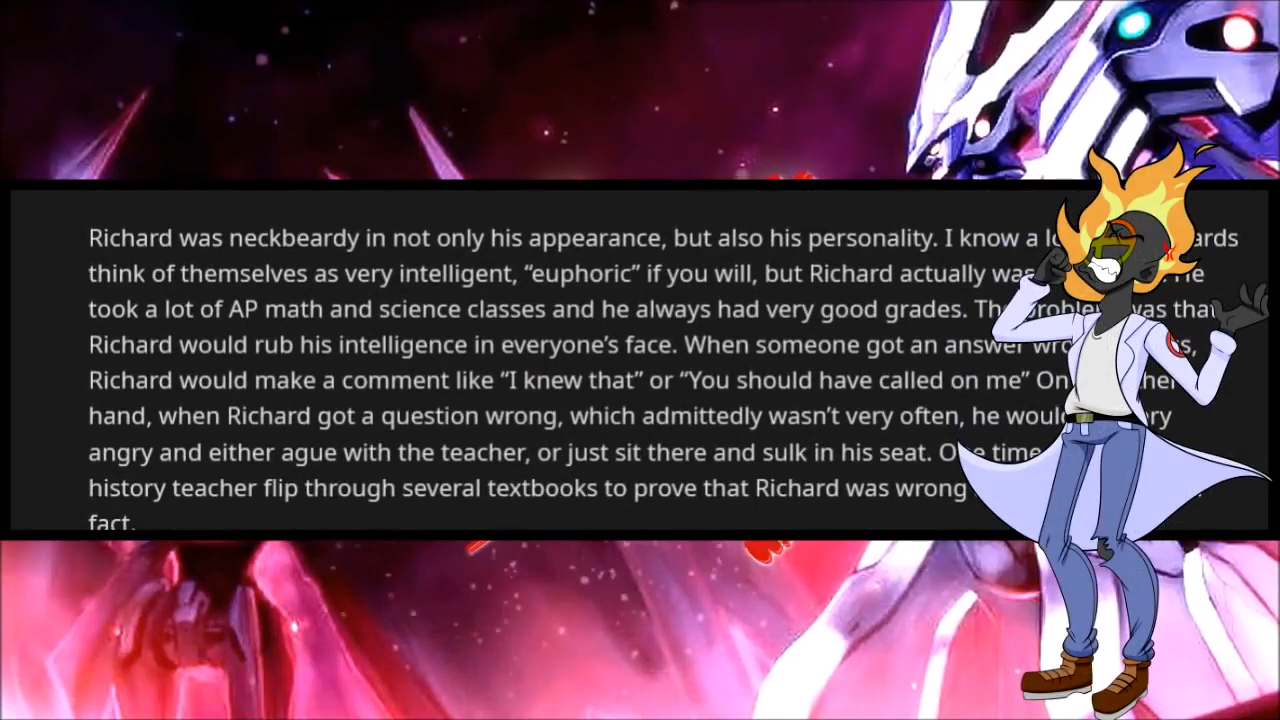 Richard was neckbeardy in not only his appearance, but also his personality. I know a
think of themselves as very intelligent, “euphoric” if you will, but Richard actually was
took a lot of AP math and science classes and he always had very good grades. The problem was that
Richard would rub his intelligence in everyone’s face. When someone got an answer
Richard would make a comment like “I knew that” or “You should have called on me” On
hand, when Richard got a question wrong, which admittedly wasn’t very often, he would
angry and either ague with the teacher, or just sit there and sulk in his seat. One time
history teacher flip through several textbooks to prove that Richard was wrong
fact.